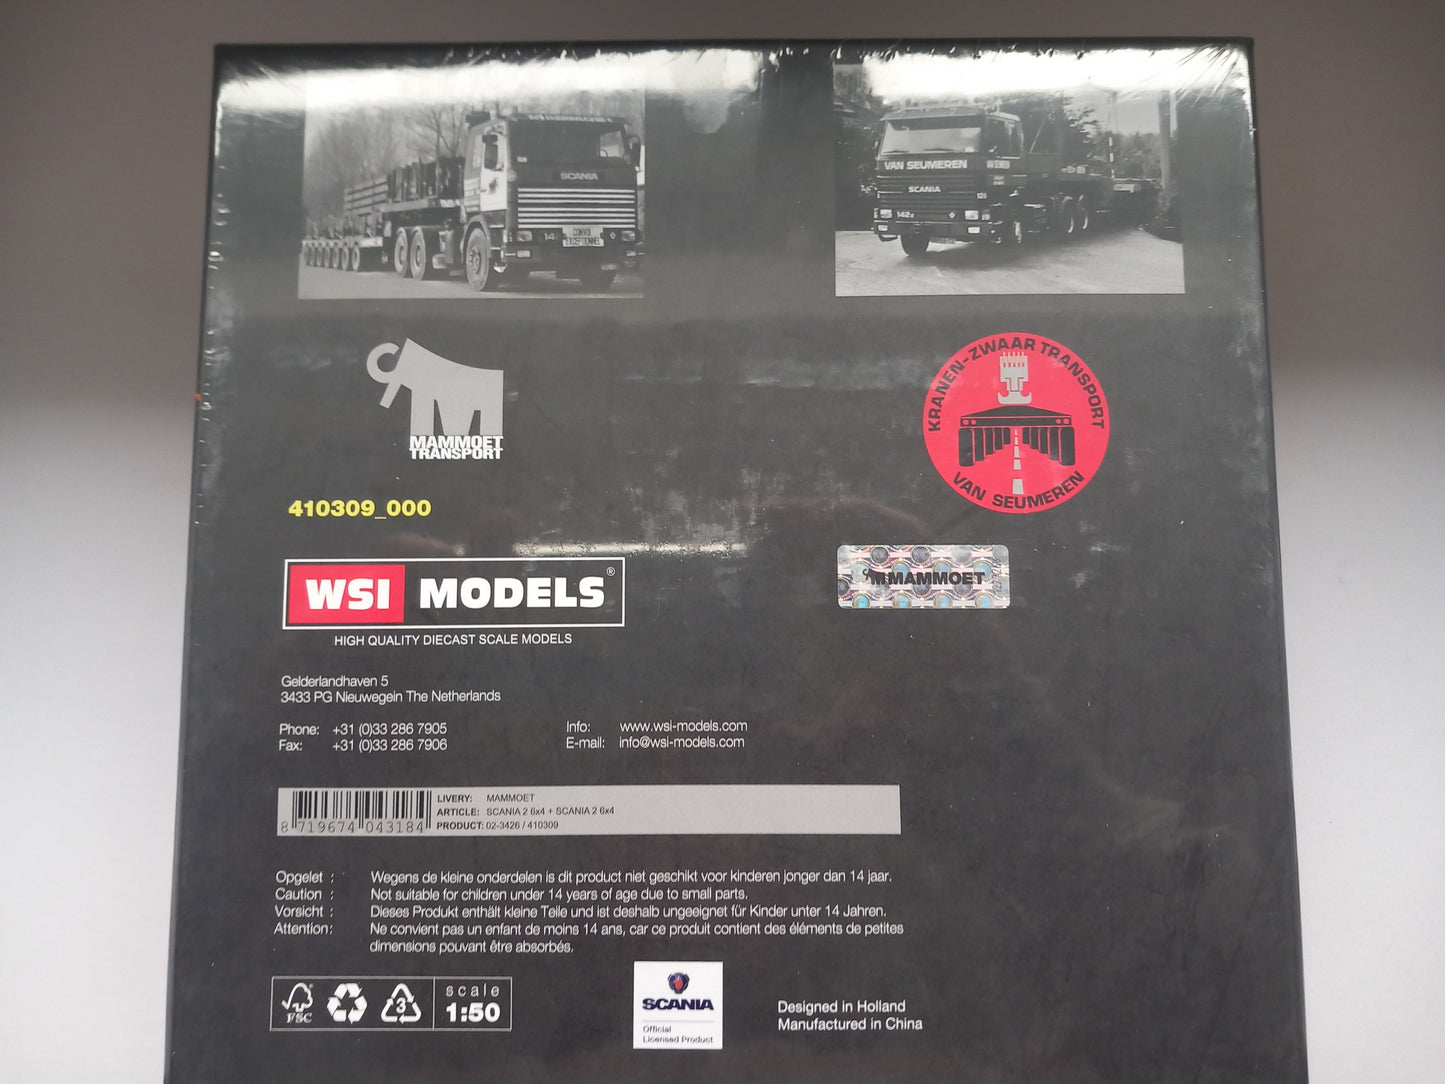 SCANIA
CONVOI
EXCEPTIONNEL
VAN SEUMEREN
SCANIA
142E
MAMMOET
TRANSPORT
KRANEN-ZWAAR TRANSPORT
VAN SEUMEREN
410309_000
WSI MODELS®
HIGH QUALITY DIECAST SCALE MODELS
MMAMMOET
Gelderlandhaven 5
3433 PG Nieuwegein The Netherlands
Phone: +31 (0)33 286 7905
Fax: +31 (0)33 286 7906
Info: www.wsi-models.com
E-mail: info@wsi-models.com
LIVERY: MAMMOET
ARTICLE: SCANIA 2 6x4 + SCANIA 2 6x4
PRODUCT: 02-3426 / 410309
8 719674 043184
Opgelet : Wegens de kleine onderdelen is dit product niet geschikt voor kinderen jonger dan 14 jaar.
Caution : Not suitable for children under 14 years of age due to small parts.
Vorsicht : Dieses Produkt enthält kleine Teile und ist deshalb ungeeignet für Kinder unter 14 Jahren.
Attention: Ne convient pas un enfant de moins 14 ans, car ce produit contient des éléments de petites
dimensions pouvant être absorbés.
FSC
3
scale
1:50
SCANIA
Official
Licensed Product
Designed in Holland
Manufactured in China